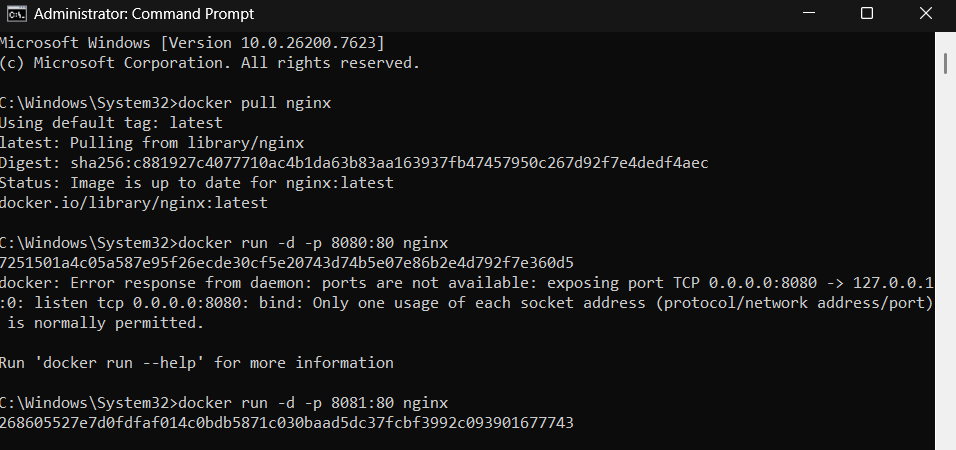 Administrator: Command Prompt
Microsoft Windows [Version 10.0.26200.7623]
(c) Microsoft Corporation. All rights reserved.
C:\Windows\System32>docker pull nginx
Using default tag: latest
latest: Pulling from library/nginx
Digest: sha256:c881927c4077710ac4b1da63b83aa163937fb47457950c267d92f7e4dedf4aec
Status: Image is up to date for nginx:latest
docker.io/library/nginx:latest
C:\Windows\System32>docker run -d -p 8080:80 nginx
7251501a4c05a587e95f26ecde30cf5e20743d74b5e07e86b2e4d792f7e360d5
docker: Error response from daemon: ports are not available: exposing port TCP 0.0.0.0:8080 -> 127.0.0.1
:0: listen tcp 0.0.0.0:8080: bind: Only one usage of each socket address (protocol/network address/port)
is normally permitted.
Run 'docker run --help' for more information
C:\Windows\System32>docker run -d -p 8081:80 nginx
268605527e7d0fdfaf014c0bdb5871c030baad5dc37fcbf3992c093901677743